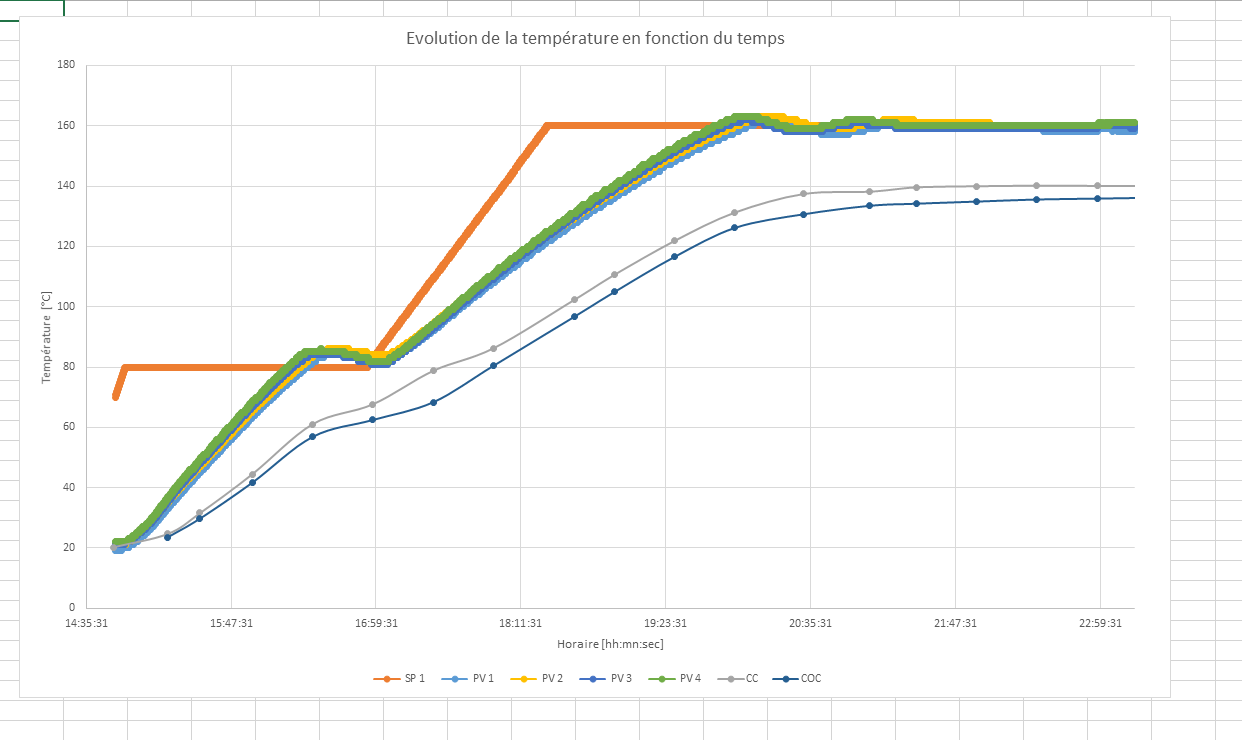 Evolution de la température en fonction du temps
180
160
140
120
100
80
60
40
20
0
Température [°C]
14:35:31 15:47:31 16:59:31 18:11:31 19:23:31 20:35:31 21:47:31 22:59:31
Horaire [hh:mn:sec]
SP 1 PV 1 PV 2 PV 3 PV 4 CC COC